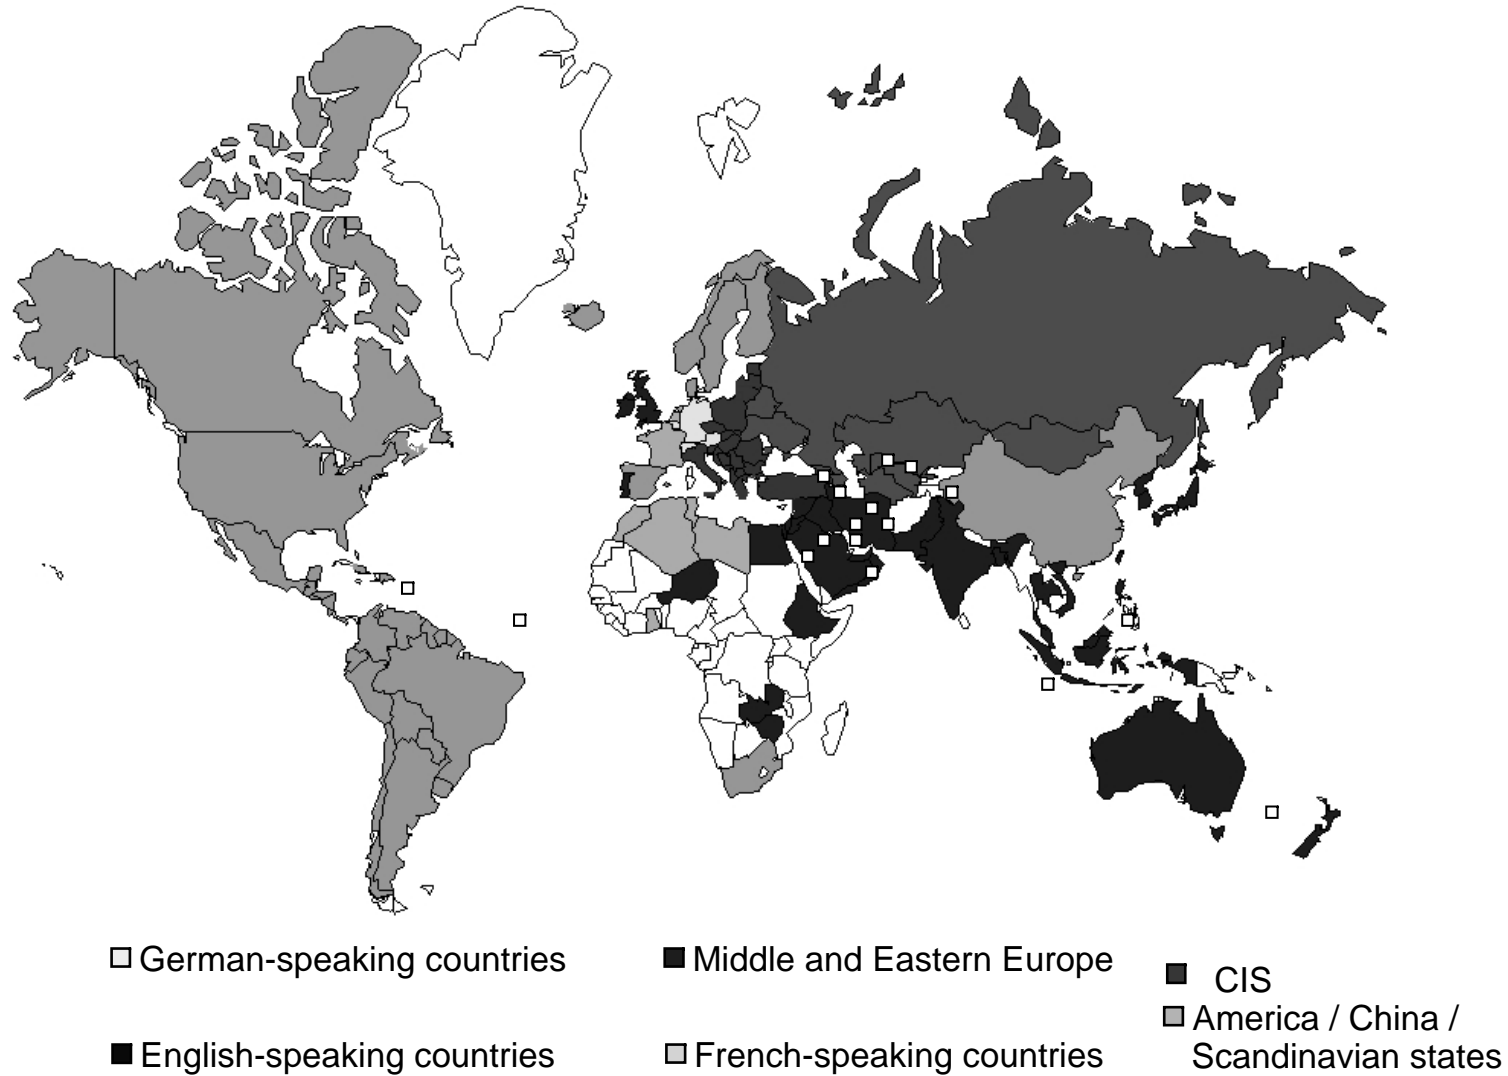 German-speaking countries
Middle and Eastern Europe
CIS
English-speaking countries
French-speaking countries
America / China /
Scandinavian states